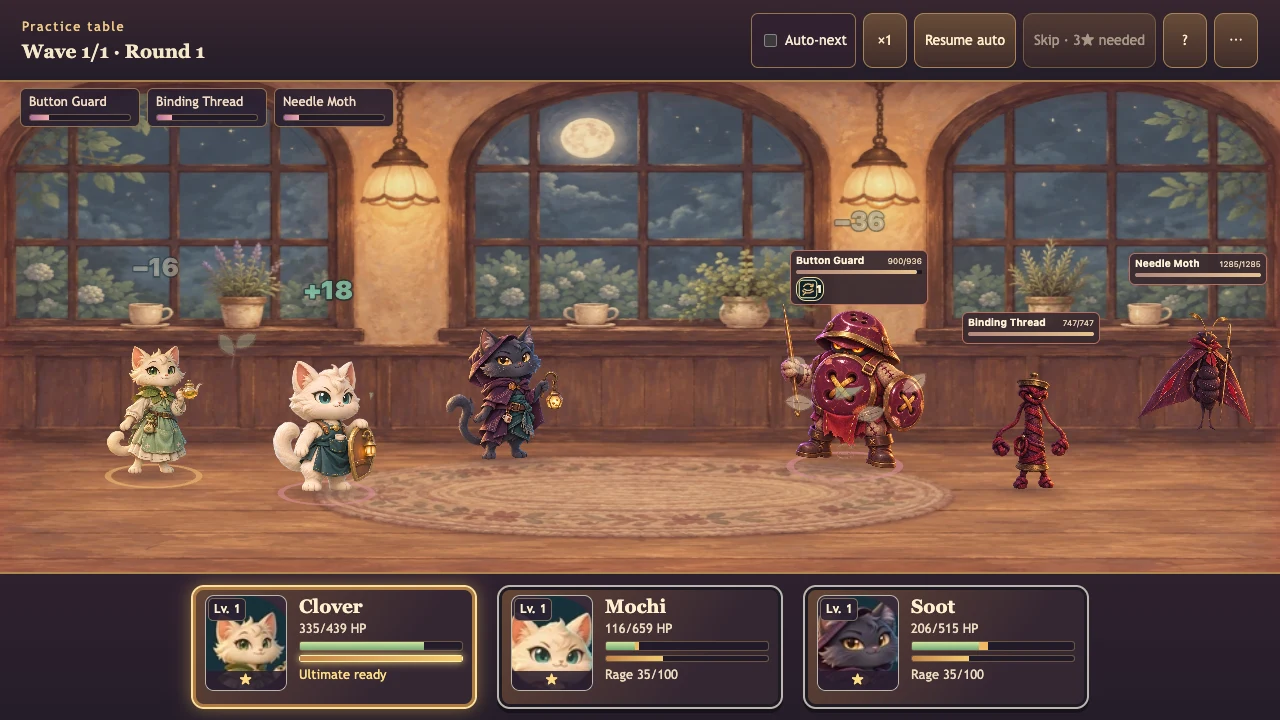 Practice table
Wave 1/1 · Round 1
Auto-next
×1
Resume auto
Skip · 3★ needed
?
...
Button Guard
Binding Thread
Needle Moth
−16
+18
−36
Button Guard 900/936
1
Binding Thread 747/747
Needle Moth 1285/1285
Lv. 1
Clover
335/439 HP
Ultimate ready
Lv. 1
Mochi
116/659 HP
Rage 35/100
Lv. 1
Soot
206/515 HP
Rage 35/100